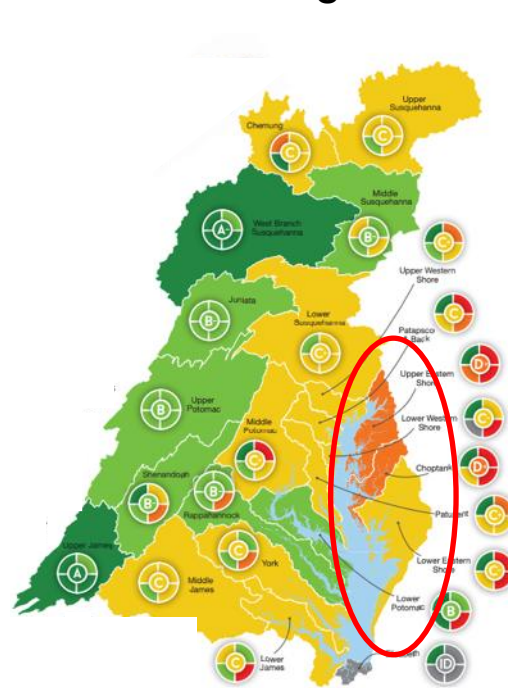 Upper
Susquehanna
C
Chemung
C
Middle
Susquehanna
B
West Branch
Susquehanna
A-
C
Upper Western
Shore
Juniata
B
Lower
Susquehanna
C
C
Patapsco
Back
Upper Eastern
Shore
D
Upper
Potomac
B
Middle
Potomac
C
Lower Western
Shore
C
Choptank
D
Shenandoah
B
Rappahannock
B
Patuxent
C
Upper James
A
York
C
Lower Eastern
Shore
C
Middle
James
C
Lower
Potomac
B
Lower
James
C
ID